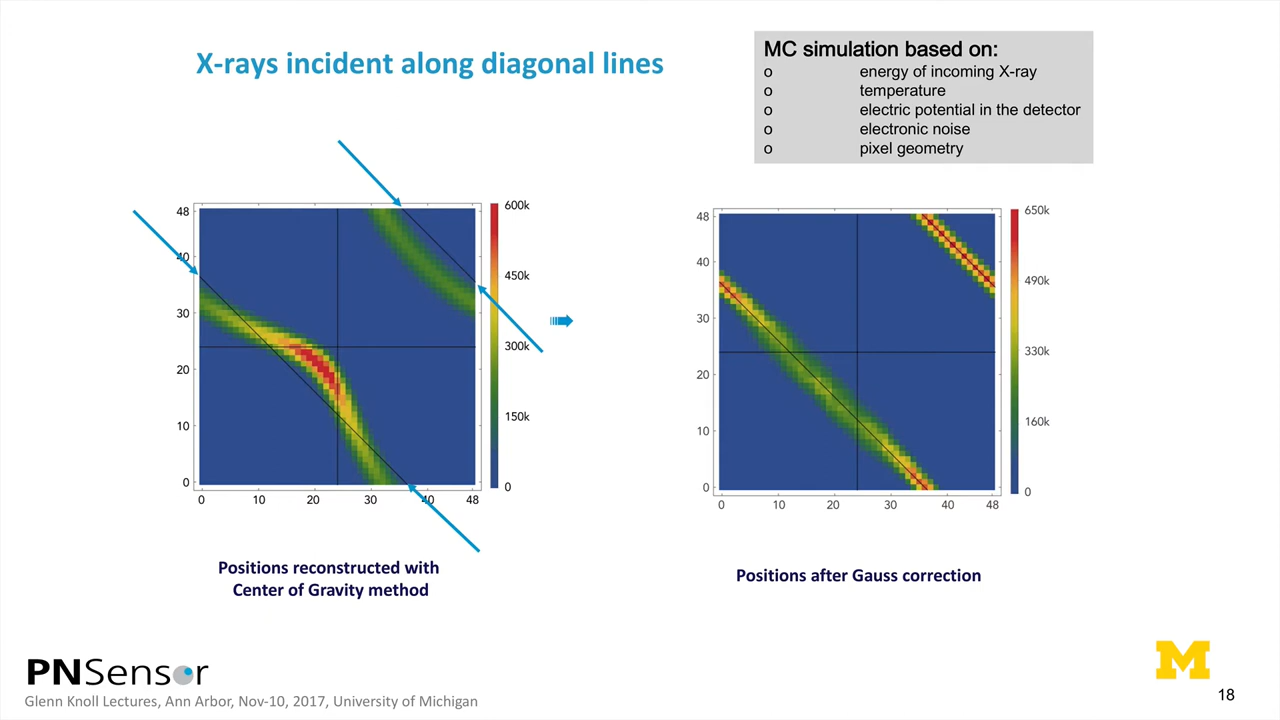 X-rays incident along diagonal lines
MC simulation based on:
o energy of incoming X-ray
o temperature
o electric potential in the detector
o electronic noise
o pixel geometry
48
40
30
20
10
0
0 10 20 30 40 48
600k
450k
300k
150k
0
48
40
30
20
10
0
0 10 20 30 40 48
650k
490k
330k
160k
0
Positions reconstructed with
Center of Gravity method
Positions after Gauss correction
PNSensor
M
Glenn Knoll Lectures, Ann Arbor, Nov-10, 2017, University of Michigan
18